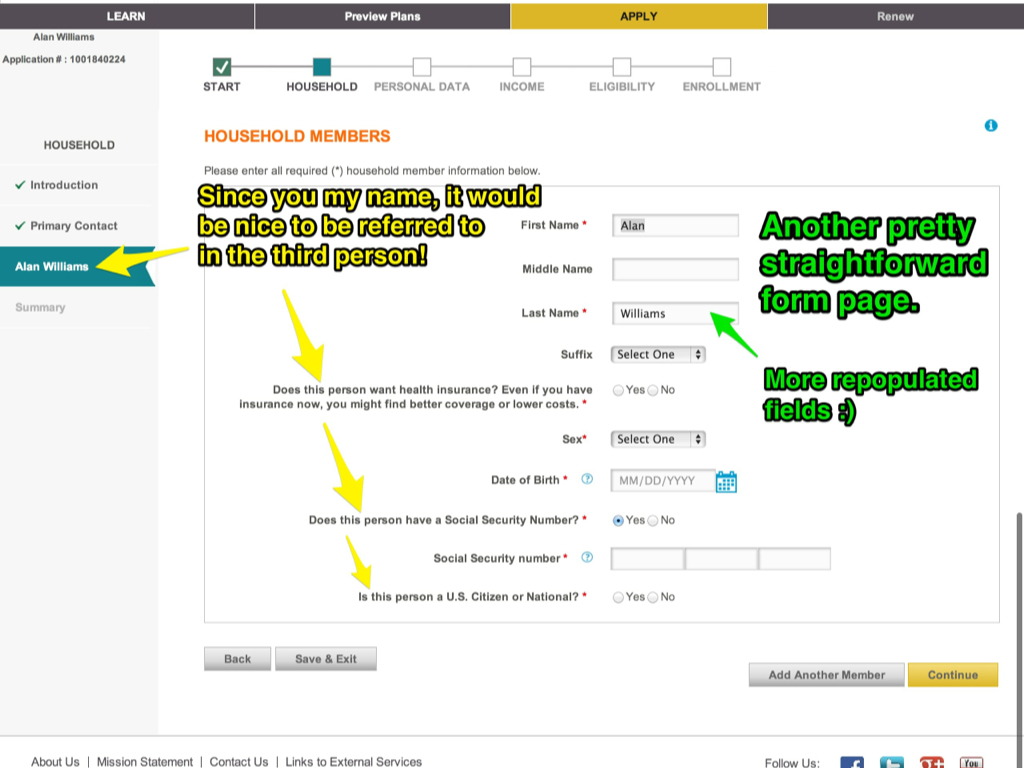 LEARN
Preview Plans
APPLY
Renew
Alan Williams
Application # : 1001840224
START
HOUSEHOLD
PERSONAL DATA
INCOME
ELIGIBILITY
ENROLLMENT
HOUSEHOLD
Introduction
Primary Contact
Alan Williams
Summary
HOUSEHOLD MEMBERS
Please enter all required (*) household member information below.
Since you my name, it would
be nice to be referred to
in the third person!
First Name *
Alan
Middle Name
Last Name *
Williams
Suffix
Select One
Does this person want health insurance? Even if you have
insurance now, you might find better coverage or lower costs. *
Yes No
Sex*
Select One
Date of Birth * ?
MM/DD/YYYY
Does this person have a Social Security Number? *
Yes No
Social Security number * ?
Is this person a U.S. Citizen or National? *
Yes No
Another pretty
straightforward
form page.
More repopulated
fields :)
Back
Save & Exit
Add Another Member
Continue
About Us | Mission Statement | Contact Us | Links to External Services
Follow Us:
You